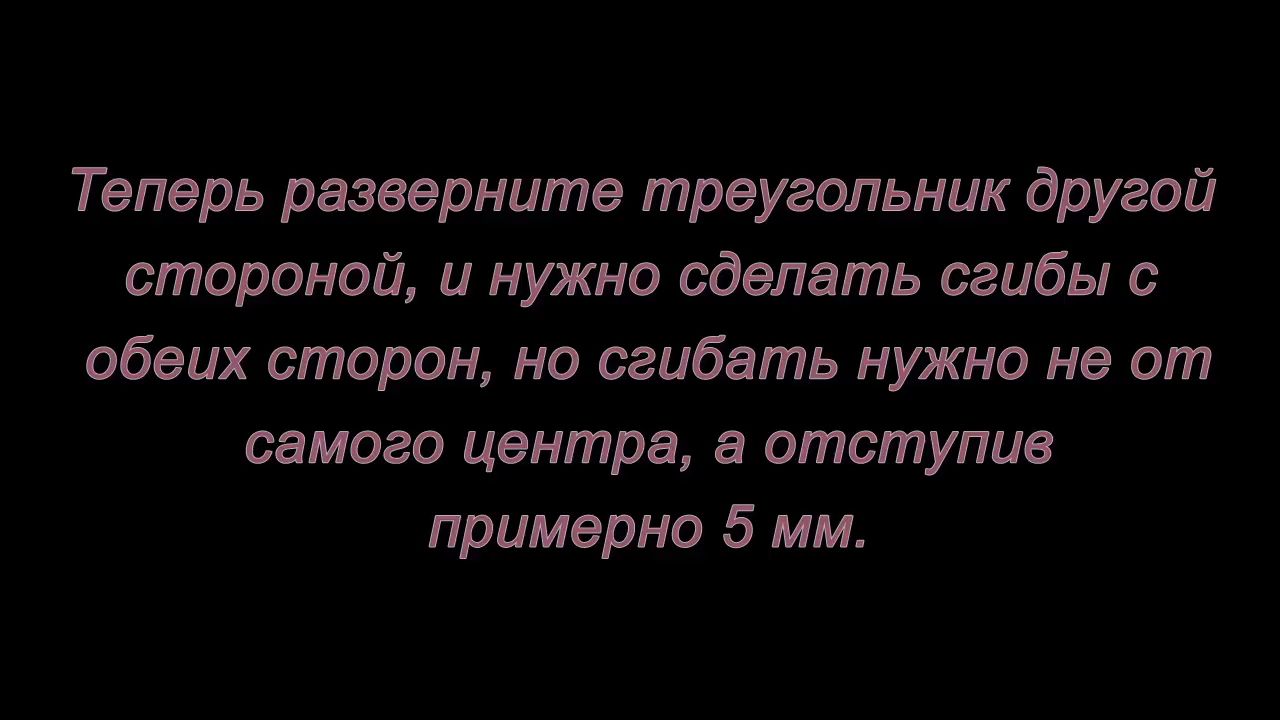 Теперь разверните треугольник другой
стороной, и нужно сделать сгибы с
обеих сторон, но сгибать нужно не от
самого центра, а отступив
примерно 5 мм.